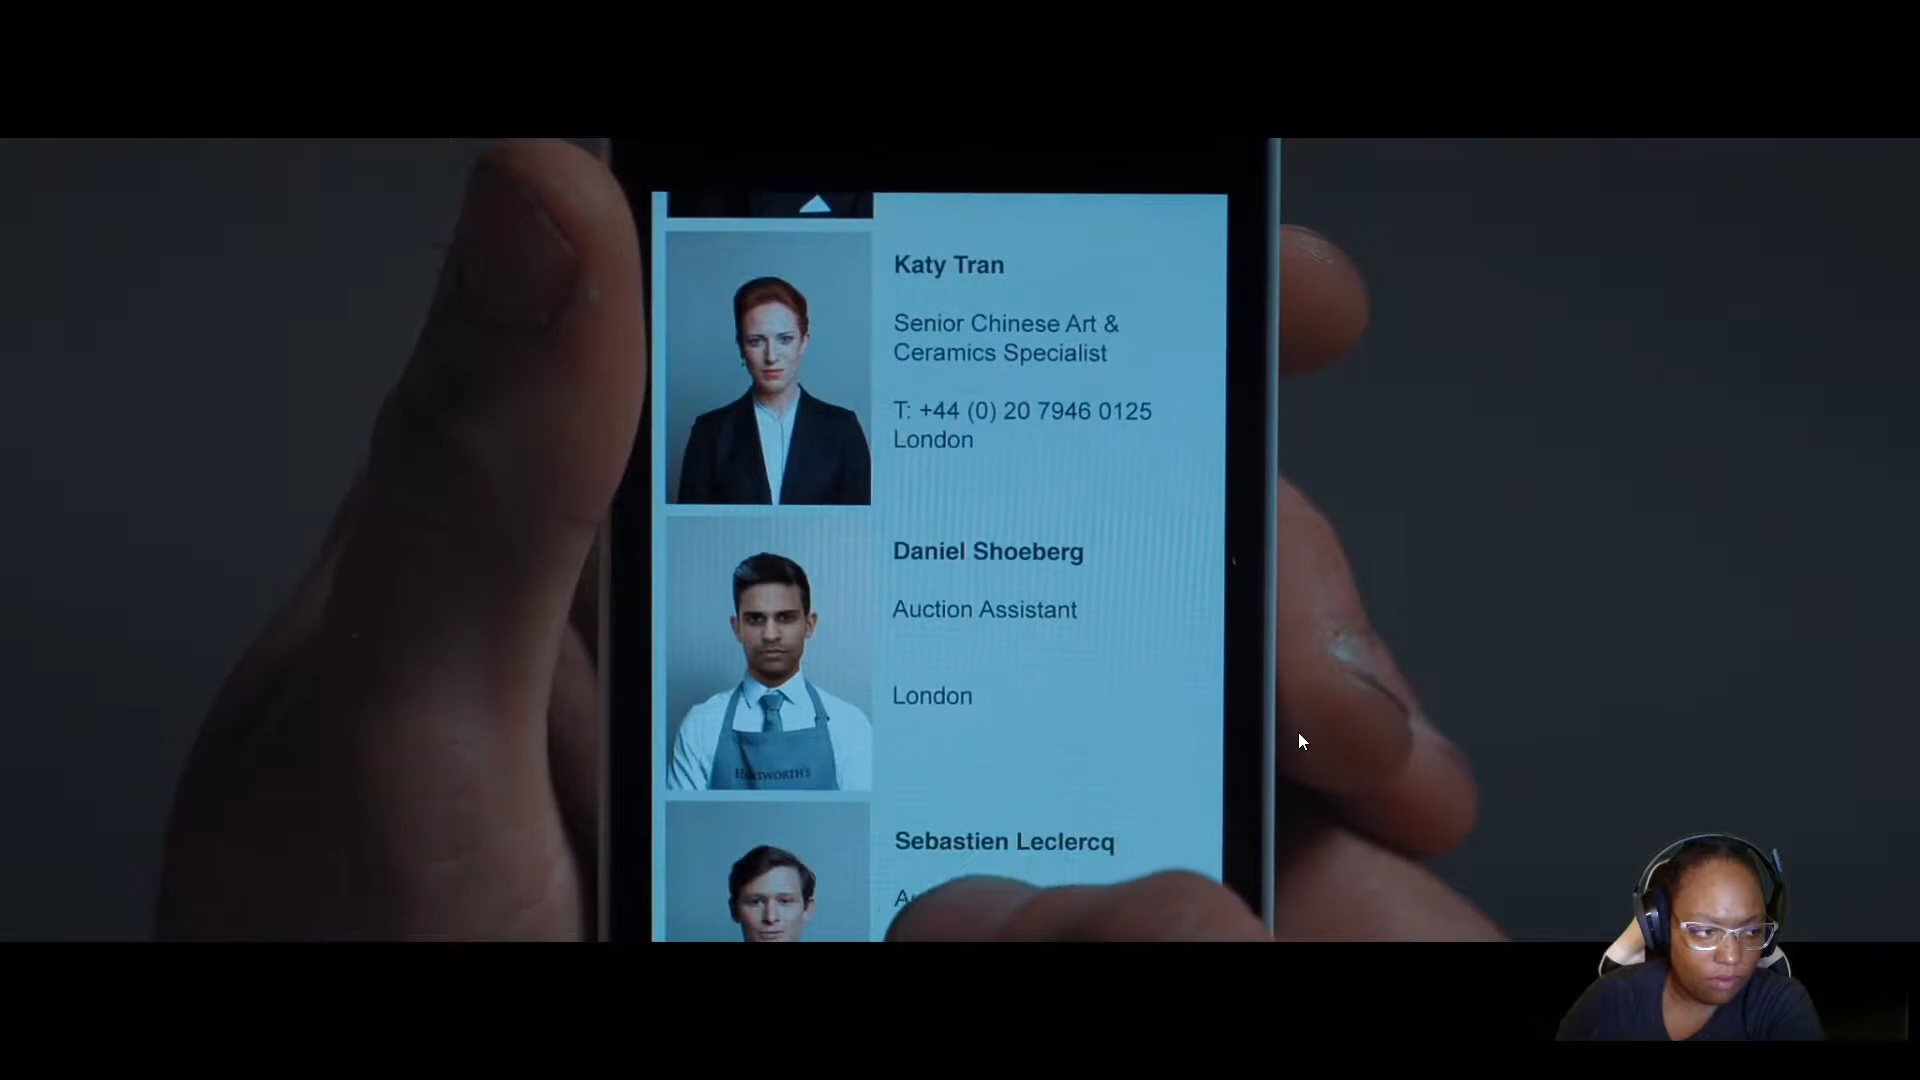 Katy Tran
Senior Chinese Art &
Ceramics Specialist
T: +44 (0) 20 7946 0125
London
Daniel Shoeberg
Auction Assistant
London
Sebastien Leclercq